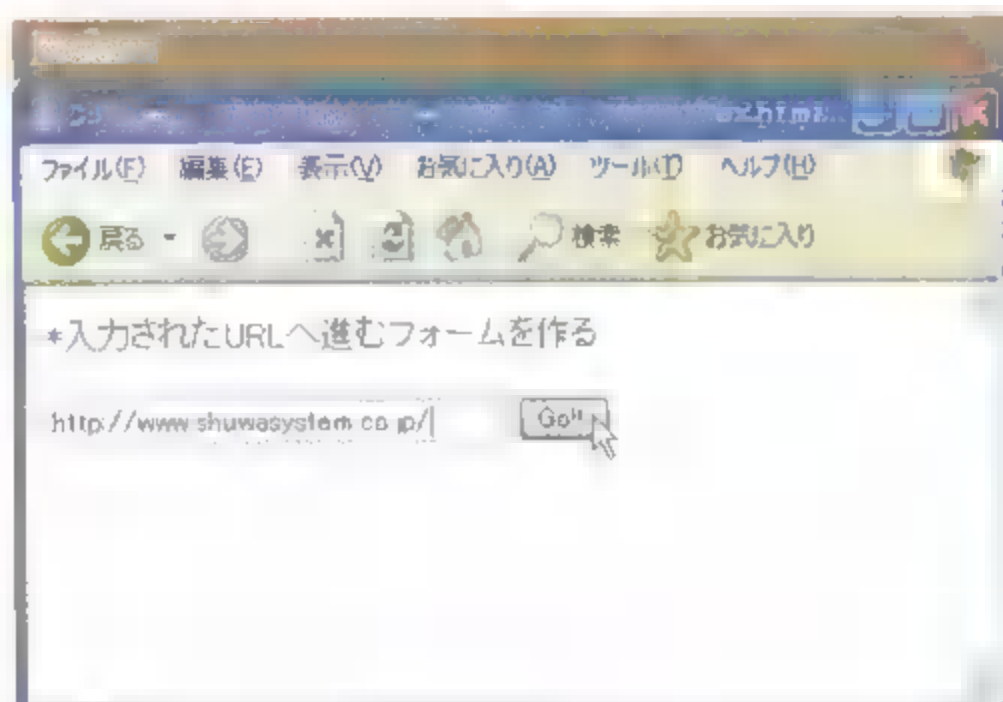 ファイル(F) 編集(E) 表示(V) お気に入り(A) ツール(T) ヘルプ(H)
戻る 検索 お気に入り
*入力されたURLへ進むフォームを作る
http://www.shuwasystem.co.jp/ Go!!